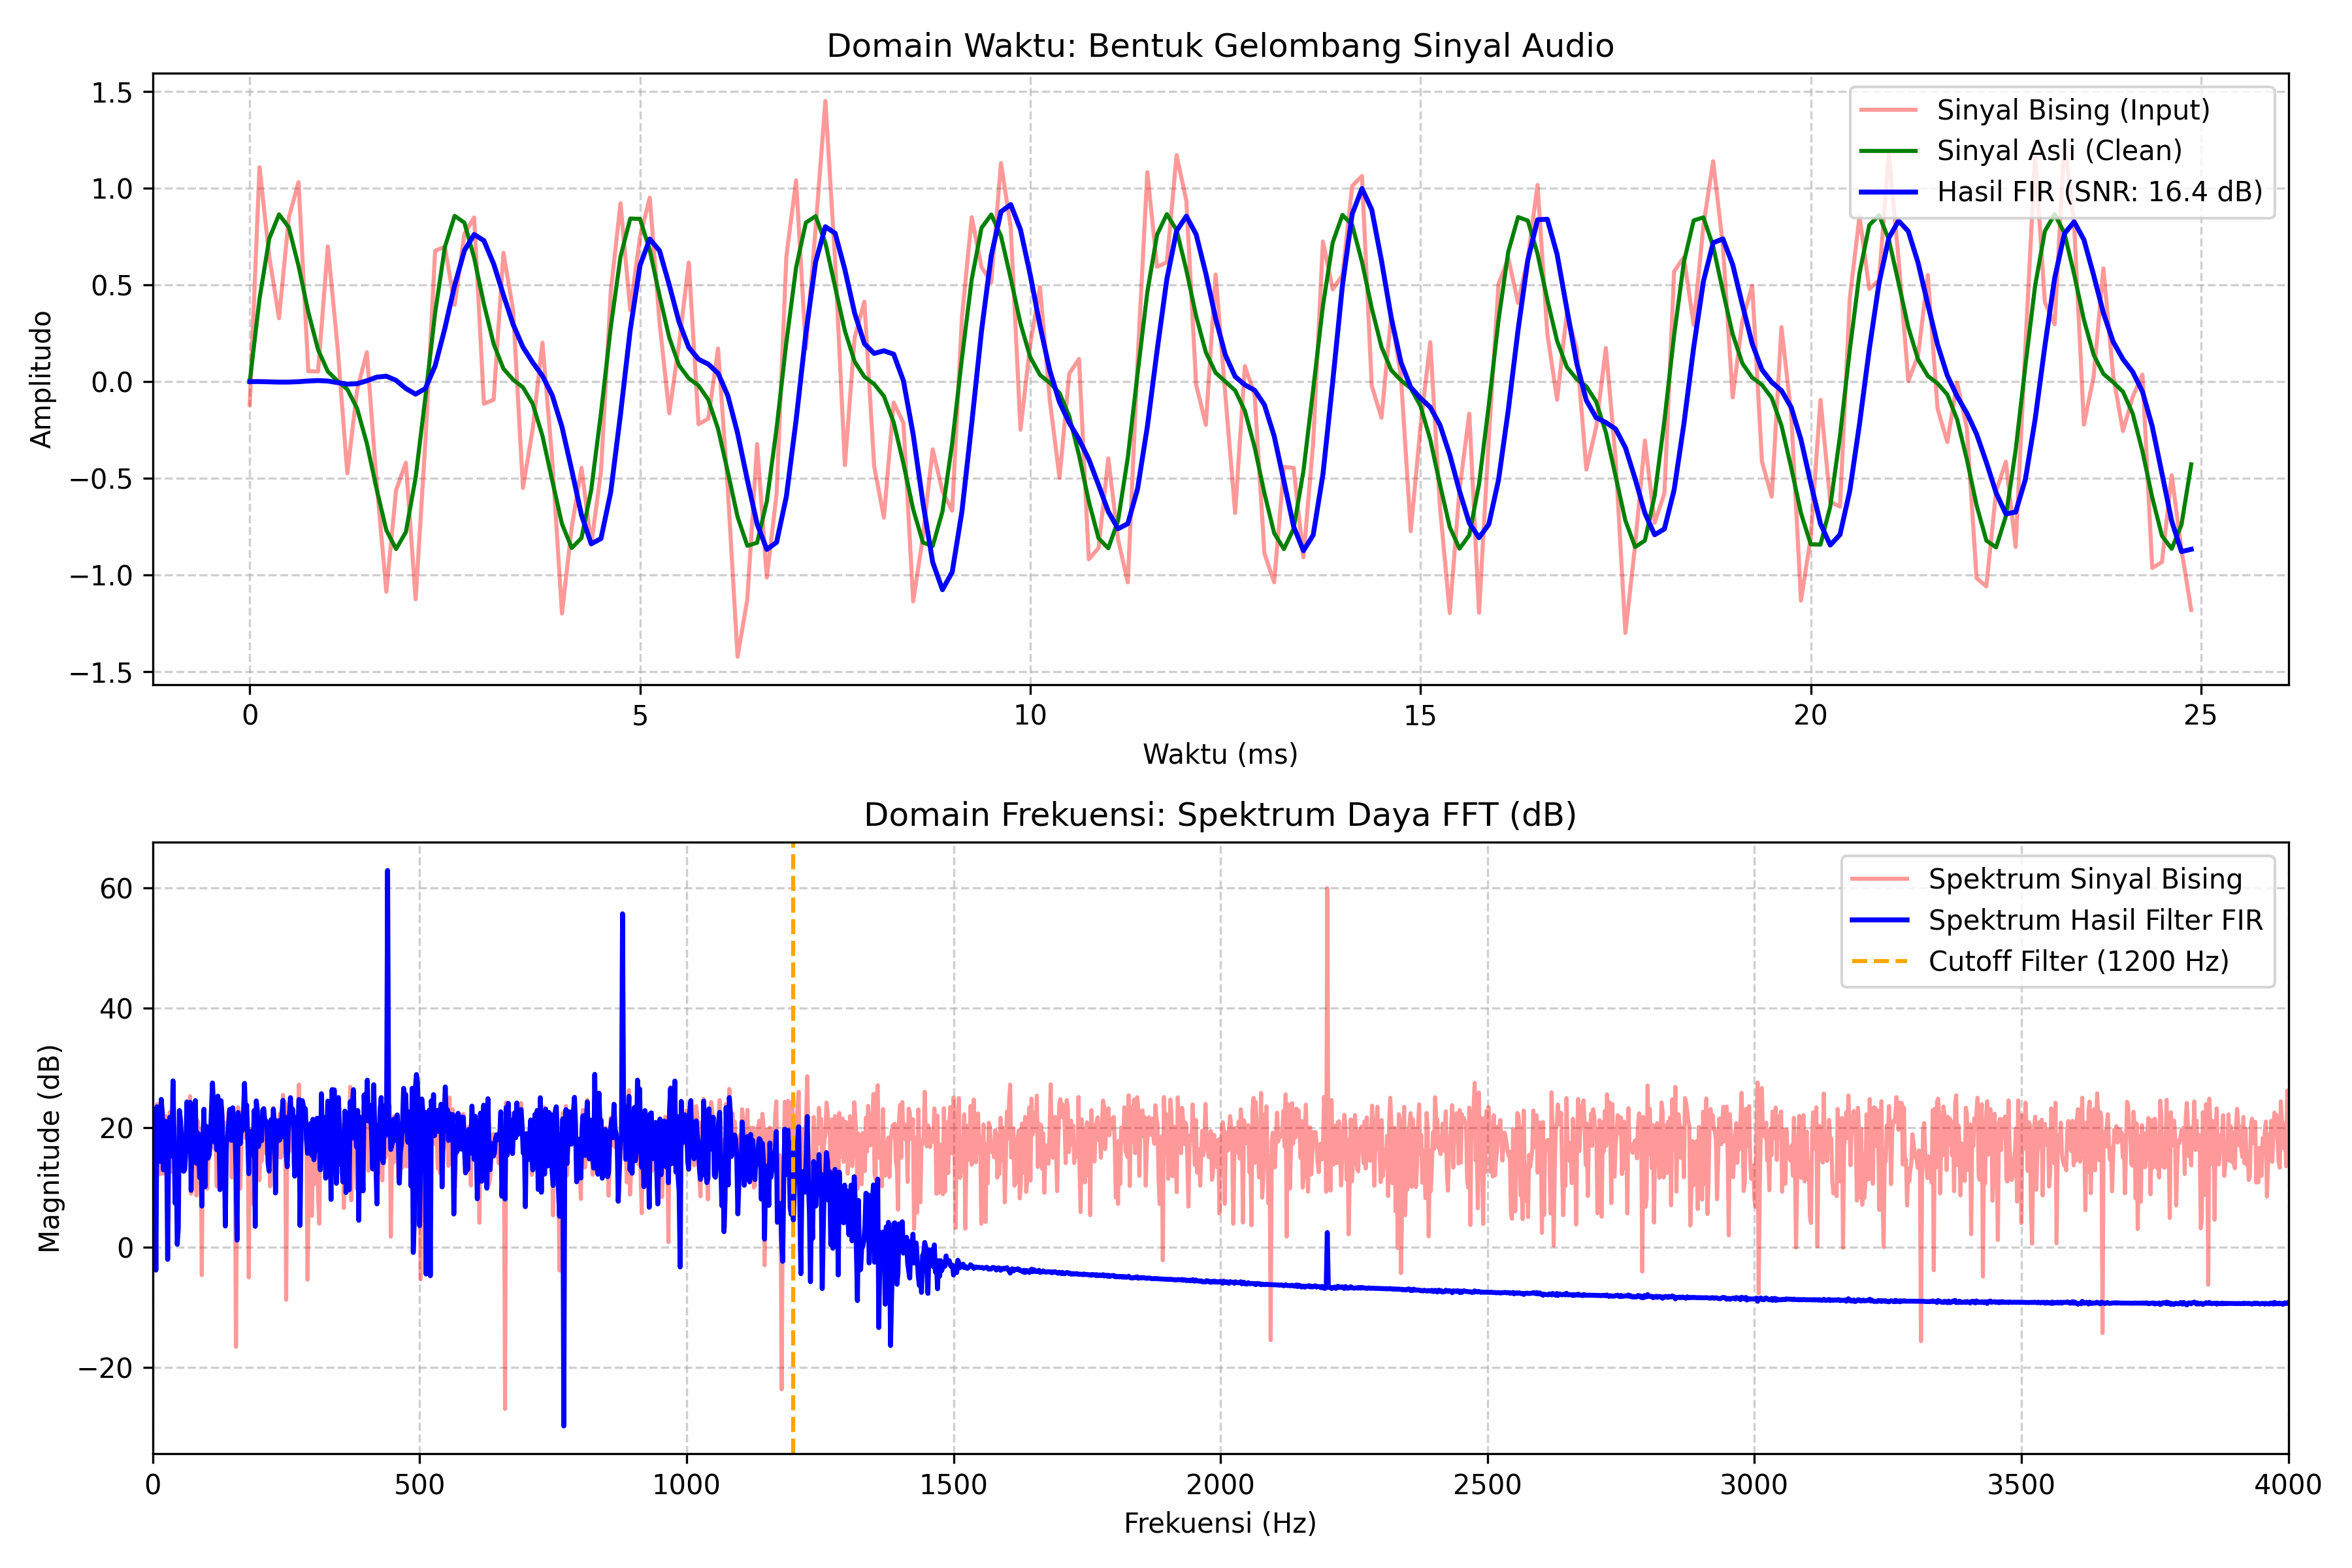 Domain Waktu: Bentuk Gelombang Sinyal Audio
1.5
1.0
0.5
0.0
−0.5
−1.0
−1.5
Amplitudo
Sinyal Bising (Input)
Sinyal Asli (Clean)
Hasil FIR (SNR: 16.4 dB)
0 5 10 15 20 25
Waktu (ms)
Domain Frekuensi: Spektrum Daya FFT (dB)
60
40
20
0
−20
Magnitude (dB)
Spektrum Sinyal Bising
Spektrum Hasil Filter FIR
Cutoff Filter (1200 Hz)
0 500 1000 1500 2000 2500 3000 3500 4000
Frekuensi (Hz)